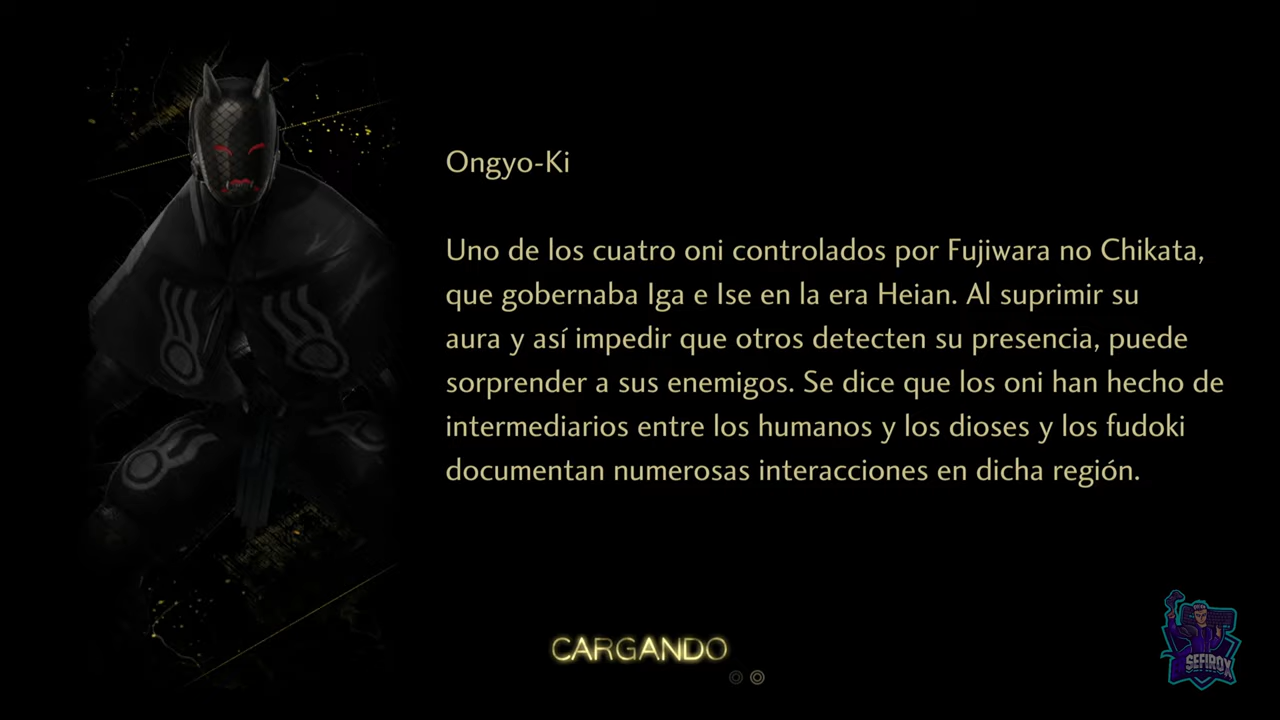 Ongyo-Ki
Uno de los cuatro oni controlados por Fujiwara no Chikata,
que gobernaba Iga e Ise en la era Heian. Al suprimir su
aura y así impedir que otros detecten su presencia, puede
sorprender a sus enemigos. Se dice que los oni han hecho de
intermediarios entre los humanos y los dioses y los fudoki
documentan numerosas interacciones en dicha región.
CARGANDO
SEFIROX